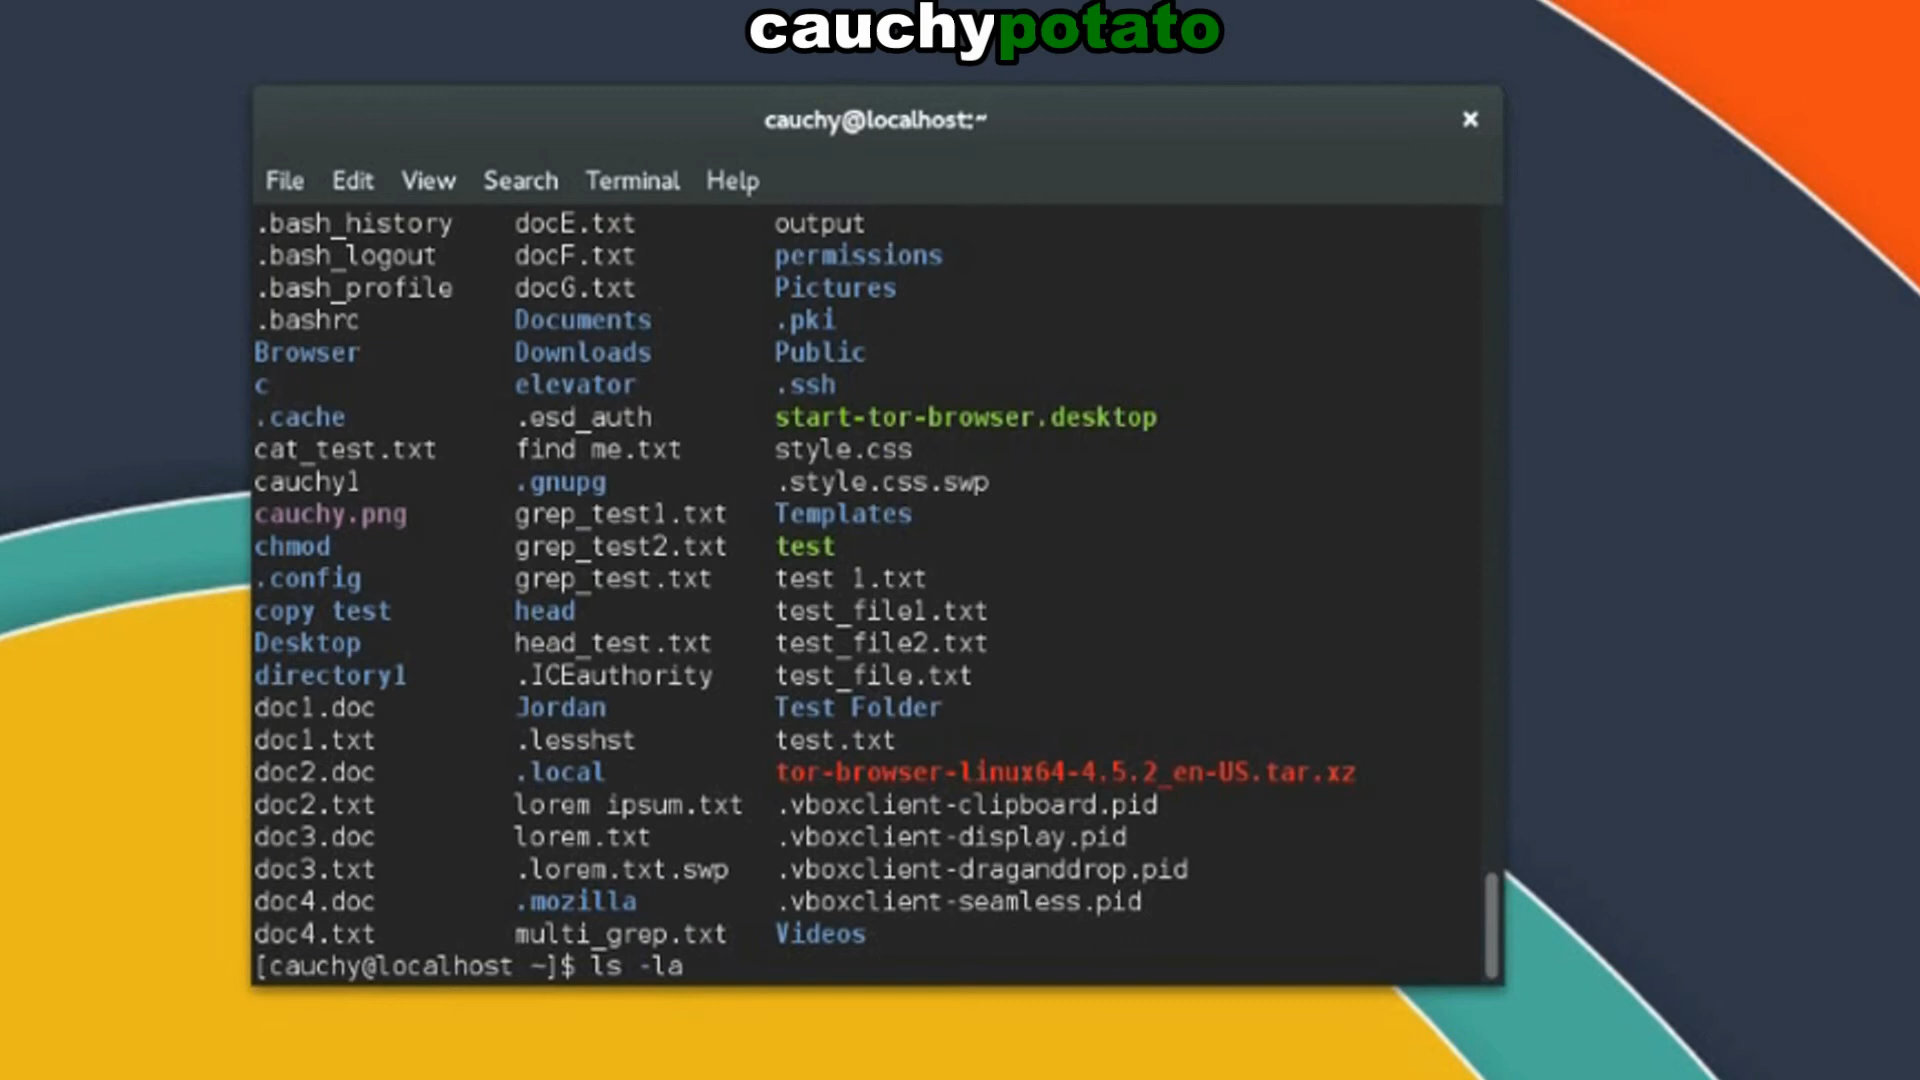 cauchypotato
cauchy@localhost:~
File Edit View Search Terminal Help
.bash_history docE.txt output
.bash_logout docF.txt permissions
.bash_profile docG.txt Pictures
.bashrc Documents .pki
Browser Downloads Public
c elevator .ssh
.cache .esd_auth start-tor-browser.desktop
cat_test.txt find me.txt style.css
cauchy1 .gnupg .style.css.swp
cauchy.png grep_test1.txt Templates
chmod grep_test2.txt test
.config grep_test.txt test 1.txt
copy test head test_file1.txt
Desktop head_test.txt test_file2.txt
directory1 .ICEauthority test_file.txt
doc1.doc Jordan Test Folder
doc1.txt .lesshst test.txt
doc2.doc .local tor-browser-linux64-4.5.2_en-US.tar.xz
doc2.txt lorem ipsum.txt .vboxclient-clipboard.pid
doc3.doc lorem.txt .vboxclient-display.pid
doc3.txt .lorem.txt.swp .vboxclient-draganddrop.pid
doc4.doc .mozilla .vboxclient-seamless.pid
doc4.txt multi_grep.txt Videos
[cauchy@localhost ~]$ ls -la